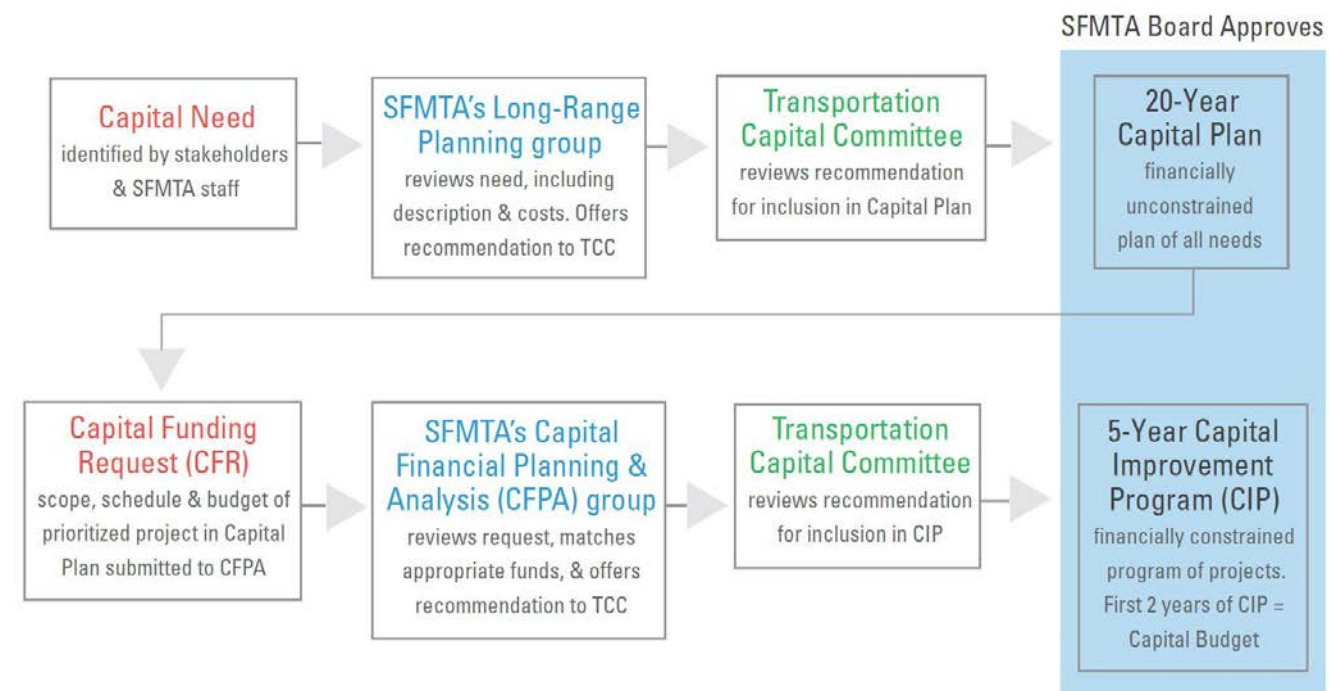 SFMTA Board Approves
Capital Need
identified by stakeholders
& SFMTA staff
SFMTA's Long-Range
Planning group
reviews need, including
description & costs. Offers
recommendation to TCC
Transportation
Capital Committee
reviews recommendation
for inclusion in Capital Plan
20-Year
Capital Plan
financially
unconstrained
plan of all needs
Capital Funding
Request (CFR)
scope, schedule & budget of
prioritized project in Capital
Plan submitted to CFPA
SFMTA's Capital
Financial Planning &
Analysis (CFPA) group
reviews request, matches
appropriate funds, & offers
recommendation to TCC
Transportation
Capital Committee
reviews recommendation
for inclusion in CIP
5-Year Capital
Improvement
Program (CIP)
financially constrained
program of projects.
First 2 years of CIP =
Capital Budget